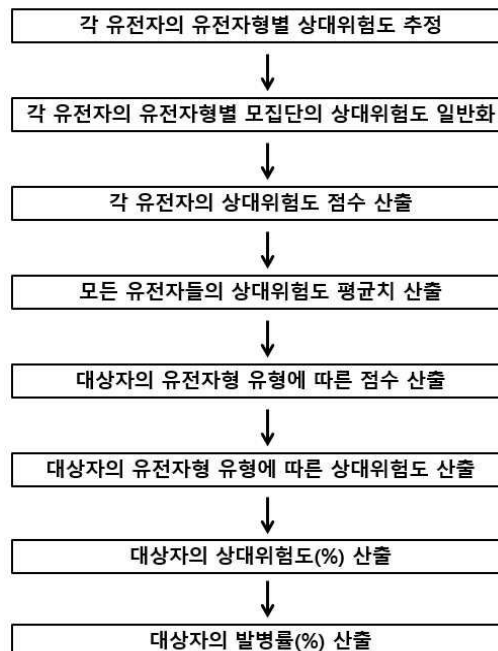 각 유전자의 유전자형별 상대위험도 추정
각 유전자의 유전자형별 모집단의 상대위험도 일반화
각 유전자의 상대위험도 점수 산출
모든 유전자들의 상대위험도 평균치 산출
대상자의 유전자형 유형에 따른 점수 산출
대상자의 유전자형 유형에 따른 상대위험도 산출
대상자의 상대위험도(%) 산출
대상자의 발병률(%) 산출